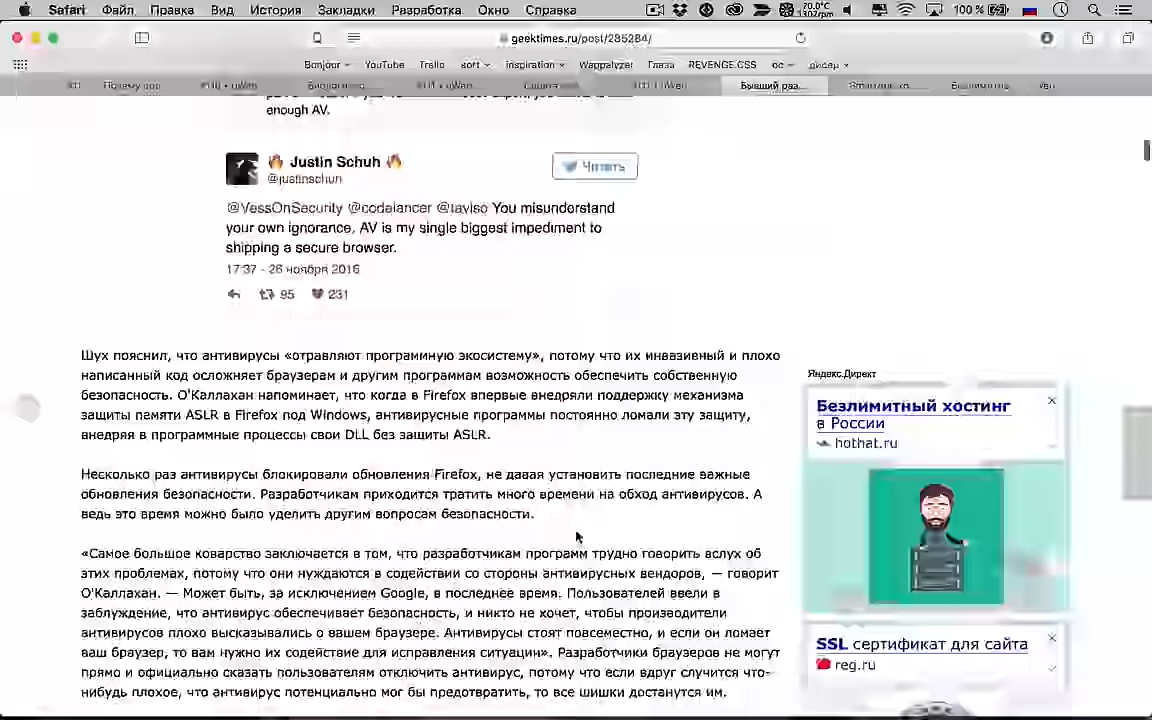 Safari Файл Правка Вид История Закладки Разработка Окно Справка 70.0°C 1307rpm 100 %
geektimes.ru/post/285284/
Bonjour YouTube Trello soft inspiration Wappalyzer Глаза REVENGE.CSS
Бывший раз...
enough AV.
Justin Schuh
@justinschuh
Читать
@VessOnSecurity @codelancer @taviso You misunderstand
your own ignorance, AV is my single biggest impediment to
shipping a secure browser.
17:37 - 26 ноября 2016
95 231
Шух пояснил, что антивирусы «отравляют программную экосистему», потому что их инвазивный и плохо
написанный код осложняет браузерам и другим программам возможность обеспечить собственную
безопасность. О'Каллахан напоминает, что когда в Firefox впервые внедряли поддержку механизма
защиты памяти ASLR в Firefox под Windows, антивирусные программы постоянно ломали эту защиту,
внедряя в программные процессы свои DLL без защиты ASLR.
Несколько раз антивирусы блокировали обновления Firefox, не давая установить последние важные
обновления безопасности. Разработчикам приходится тратить много времени на обход антивирусов. А
ведь это время можно было уделить другим вопросам безопасности.
«Самое большое коварство заключается в том, что разработчикам программ трудно говорить вслух об
этих проблемах, потому что они нуждаются в содействии со стороны антивирусных вендоров, — говорит
О'Каллахан. — Может быть, за исключением Google, в последнее время. Пользователей ввели в
заблуждение, что антивирус обеспечивает безопасность, и никто не хочет, чтобы производители
антивирусов плохо высказывались о вашем браузере. Антивирусы стоят повсеместно, и если он ломает
ваш браузер, то вам нужно их содействие для исправления ситуации». Разработчики браузеров не могут
прямо и официально сказать пользователям отключить антивирус, потому что если вдруг случится что-
нибудь плохое, что антивирус потенциально мог бы предотвратить, то все шишки достанутся им.
Яндекс.Директ
Безлимитный хостинг
в России
hothat.ru
SSL сертификат для сайта
reg.ru